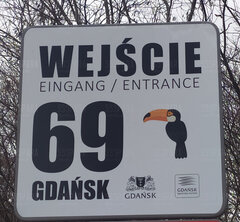 WEJŚCIE
EINGANG / ENTRANCE
69
GDAŃSK
GDAŃSK